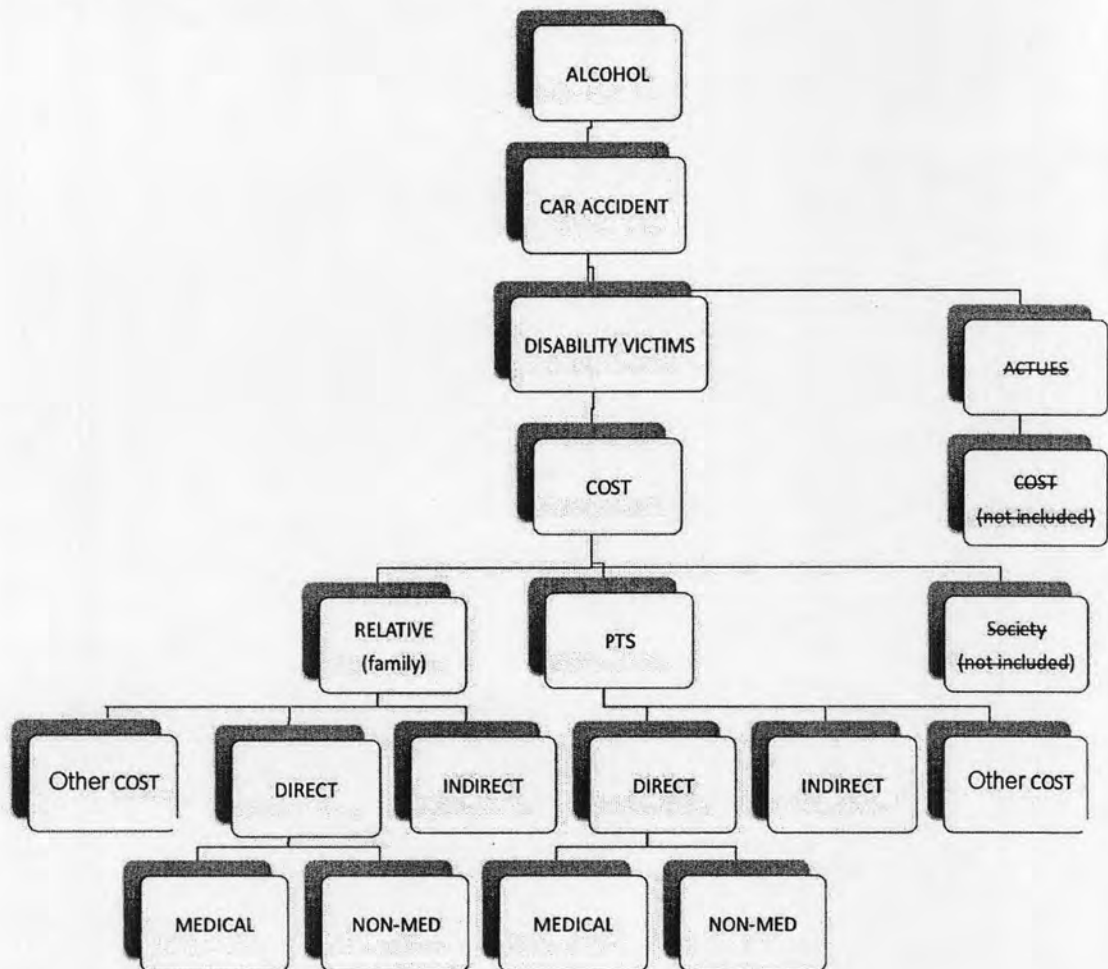 ALCOHOL
CAR ACCIDENT
DISABILITY VICTIMS
ACTUES
COST
COST
(not included)
RELATIVE
(family)
PTS
Society
(not included)
Other COST
DIRECT
INDIRECT
DIRECT
INDIRECT
Other COST
MEDICAL
NON-MED
MEDICAL
NON-MED